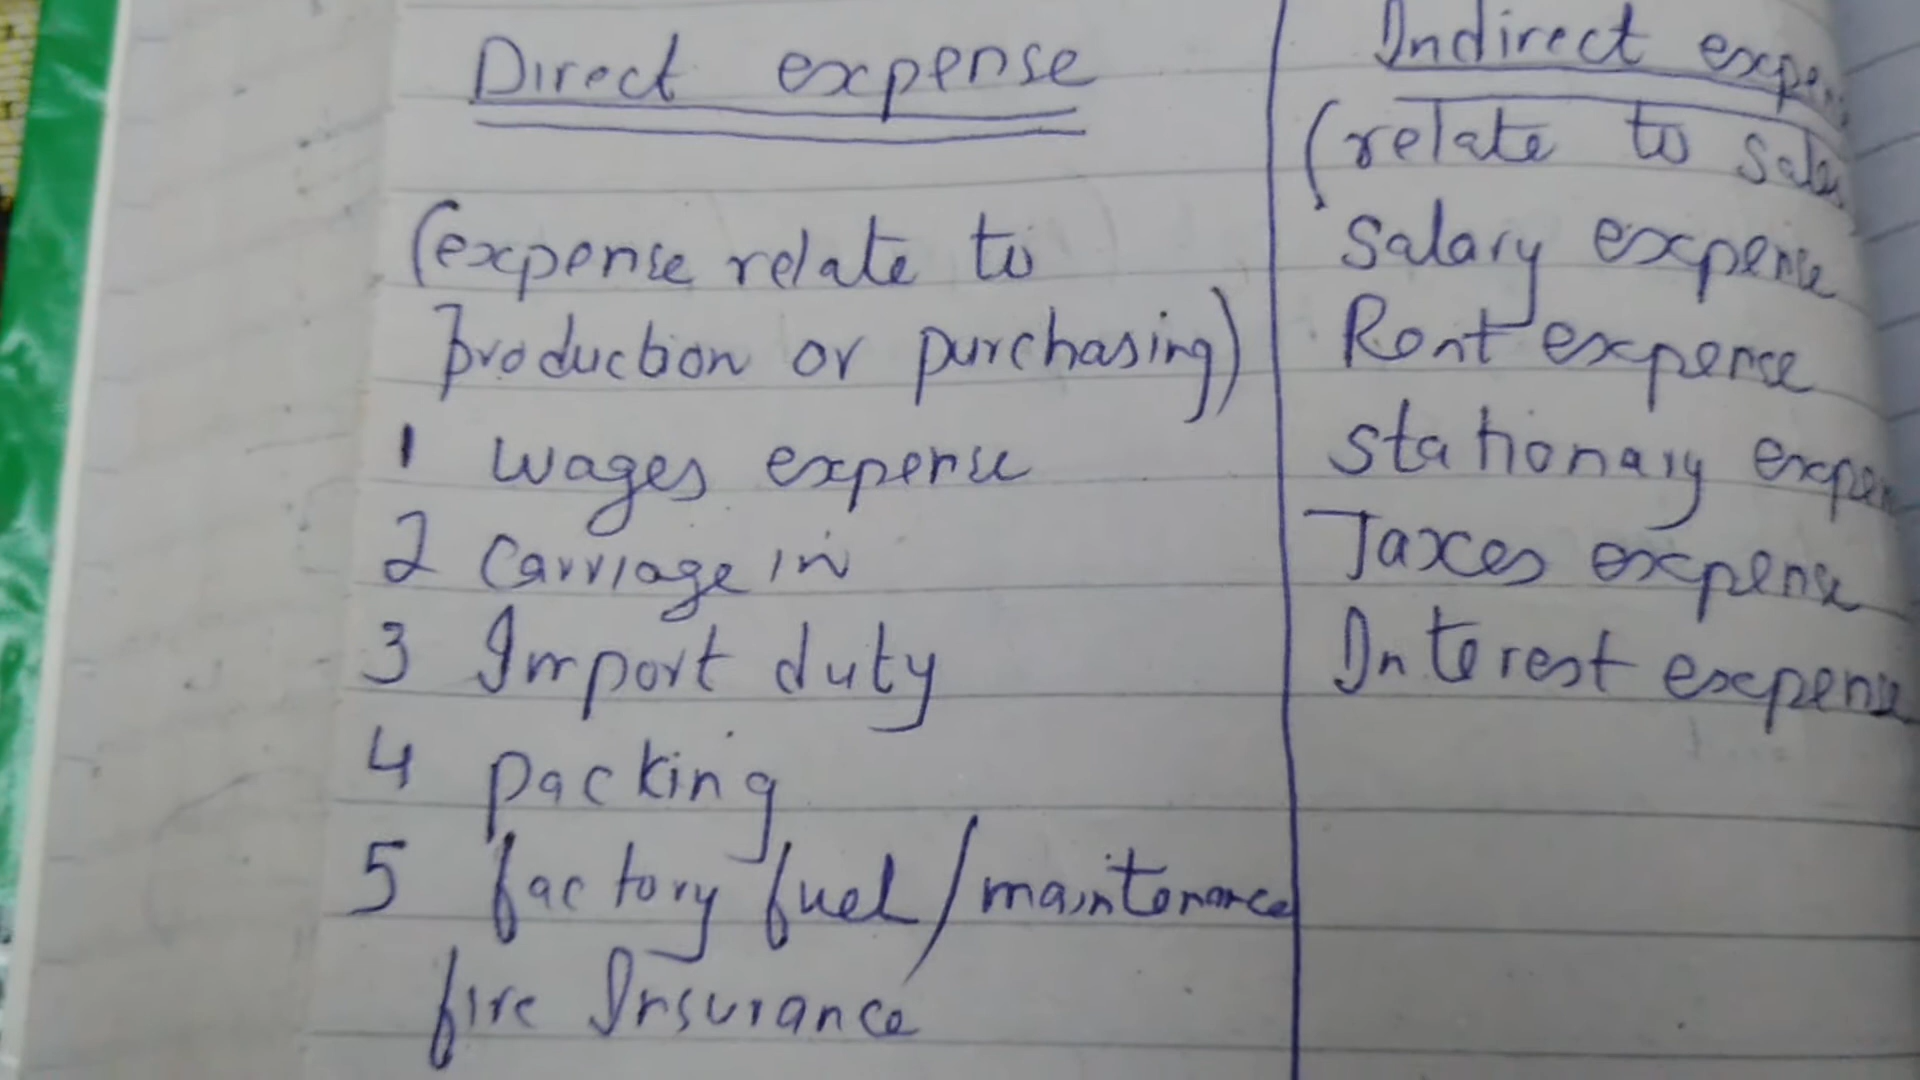 Direct expense
(expense relate to
production or purchasing)
1 wages expense
2 Carriage in
3 Import duty
4 packing
5 factory fuel/maintenance
fire Insurance
Indirect
(relate to
Salary expense
Rent expense
Stationary
Taxes expense
Interest expense